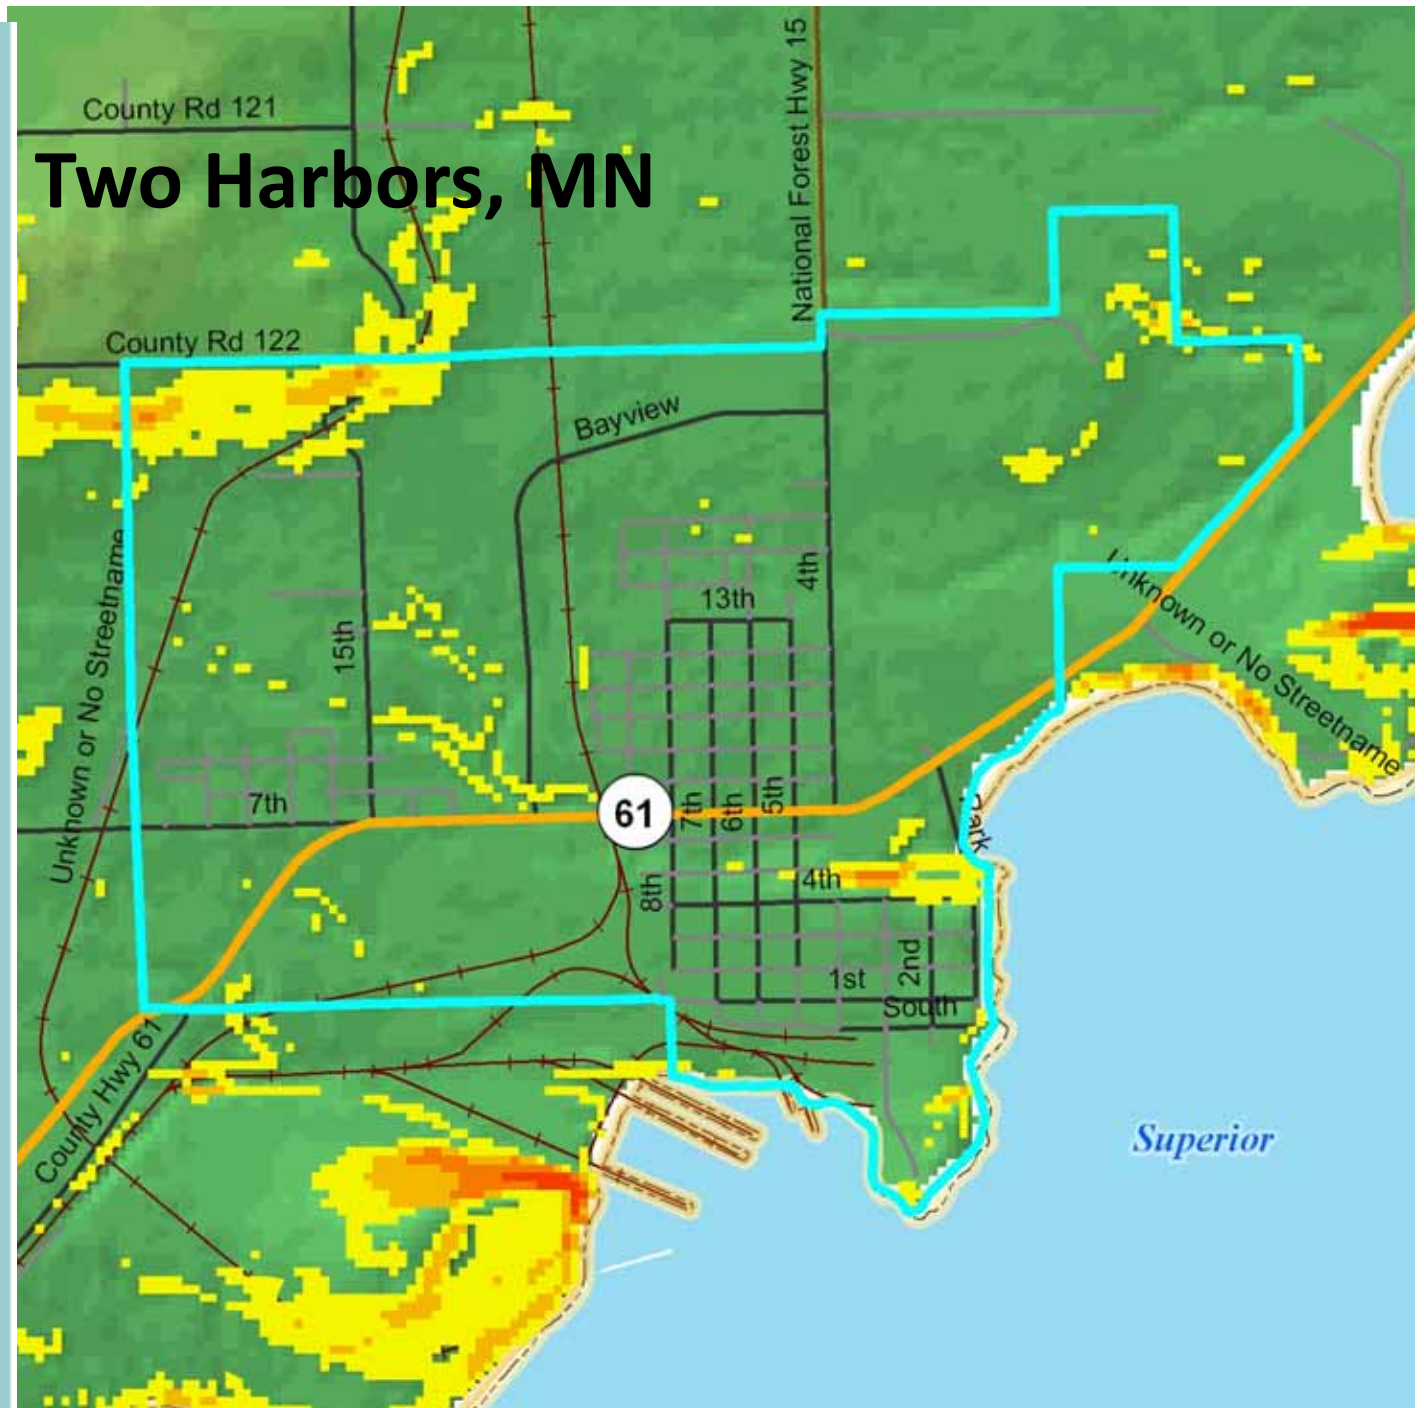 County Rd 121
Two Harbors, MN
National Forest Hwy 15
County Rd 122
Bayview
Unknown or No Streetname
15th
13th
4th
Unknown or No Streetname
7th
61
7th
6th
5th
Park
8th
4th
1st
2nd
South
County Hwy 61
Superior